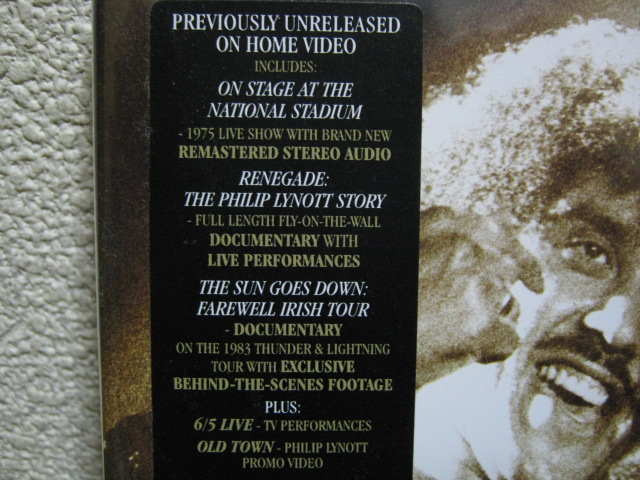 PREVIOUSLY UNRELEASED
ON HOME VIDEO
INCLUDES:
ON STAGE AT THE
NATIONAL STADIUM
- 1975 LIVE SHOW WITH BRAND NEW
REMASTERED STEREO AUDIO
RENEGADE:
THE PHILIP LYNOTT STORY
- FULL LENGTH FLY-ON-THE-WALL
DOCUMENTARY WITH
LIVE PERFORMANCES
THE SUN GOES DOWN:
FAREWELL IRISH TOUR
- DOCUMENTARY
ON THE 1983 THUNDER & LIGHTNING
TOUR WITH EXCLUSIVE
BEHIND-THE-SCENES FOOTAGE
PLUS:
6/5 LIVE - TV PERFORMANCES
OLD TOWN - PHILIP LYNOTT
PROMO VIDEO